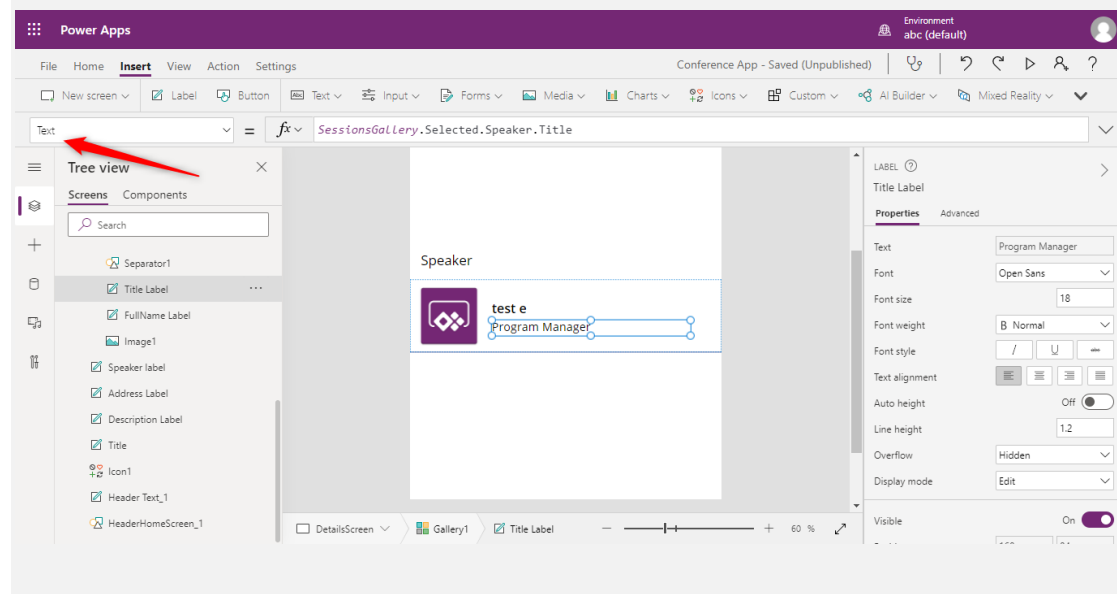 Power Apps
Environment
abc (default)
File Home Insert View Action Settings
Conference App - Saved (Unpublished)
New screen Label Button Text Input Forms Media Charts Icons Custom AI Builder Mixed Reality
Text = fx SessionsGallery.Selected.Speaker.Title
Tree view
Screens Components
Search
Separator1
Title Label
FullName Label
Image1
Speaker label
Address Label
Description Label
Title
Icon1
Header Text_1
HeaderHomeScreen_1
Speaker
test e
Program Manager
DetailsScreen Gallery1 Title Label 60 %
LABEL
Title Label
Properties Advanced
Text Program Manager
Font Open Sans
Font size 18
Font weight B Normal
Font style / U abc
Text alignment
Auto height Off
Line height 1.2
Overflow Hidden
Display mode Edit
Visible On